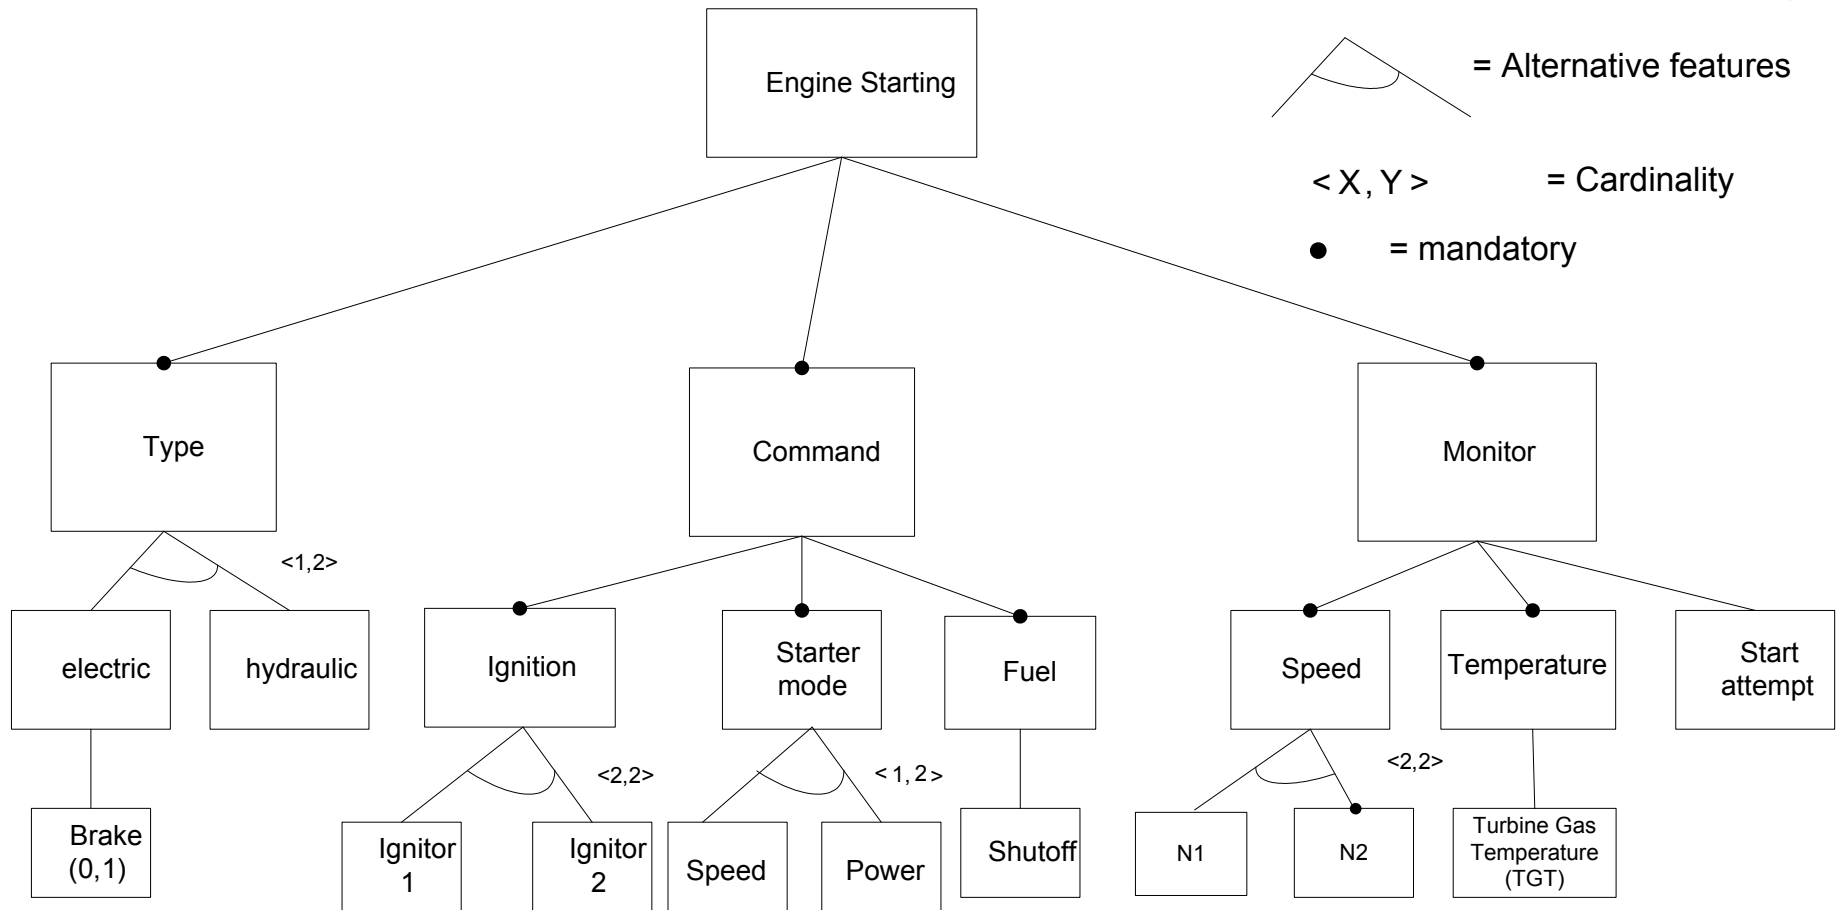 Engine Starting
= Alternative features
< X , Y >
= Cardinality
= mandatory
Type
Command
Monitor
<1,2>
electric
hydraulic
Ignition
Starter
mode
Fuel
Speed
Temperature
Start
attempt
<2,2>
< 1, 2 >
<2,2>
Brake
(0,1)
Ignitor
1
Ignitor
2
Speed
Power
Shutoff
N1
N2
Turbine Gas
Temperature
(TGT)